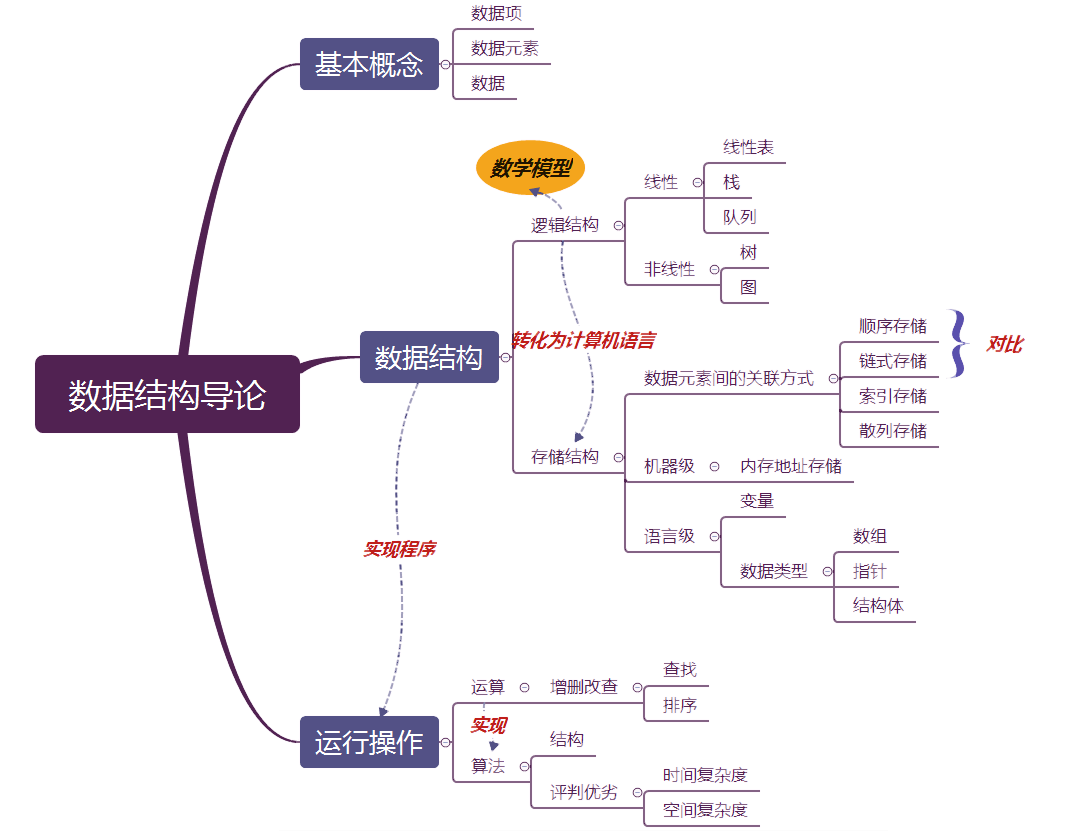 数据项
数据元素
基本概念
数据
数学模型
线性表
线性
栈
队列
逻辑结构
树
非线性
图
顺序存储
转化为计算机语言
对比
数据结构
链式存储
数据元素间的关联方式
数据结构导论
索引存储
散列存储
存储结构
机器级
内存地址存储
变量
语言级
数组
实现程序
数据类型
指针
结构体
查找
运算
增删改查
排序
实现
运行操作
结构
算法
时间复杂度
评判优劣
空间复杂度